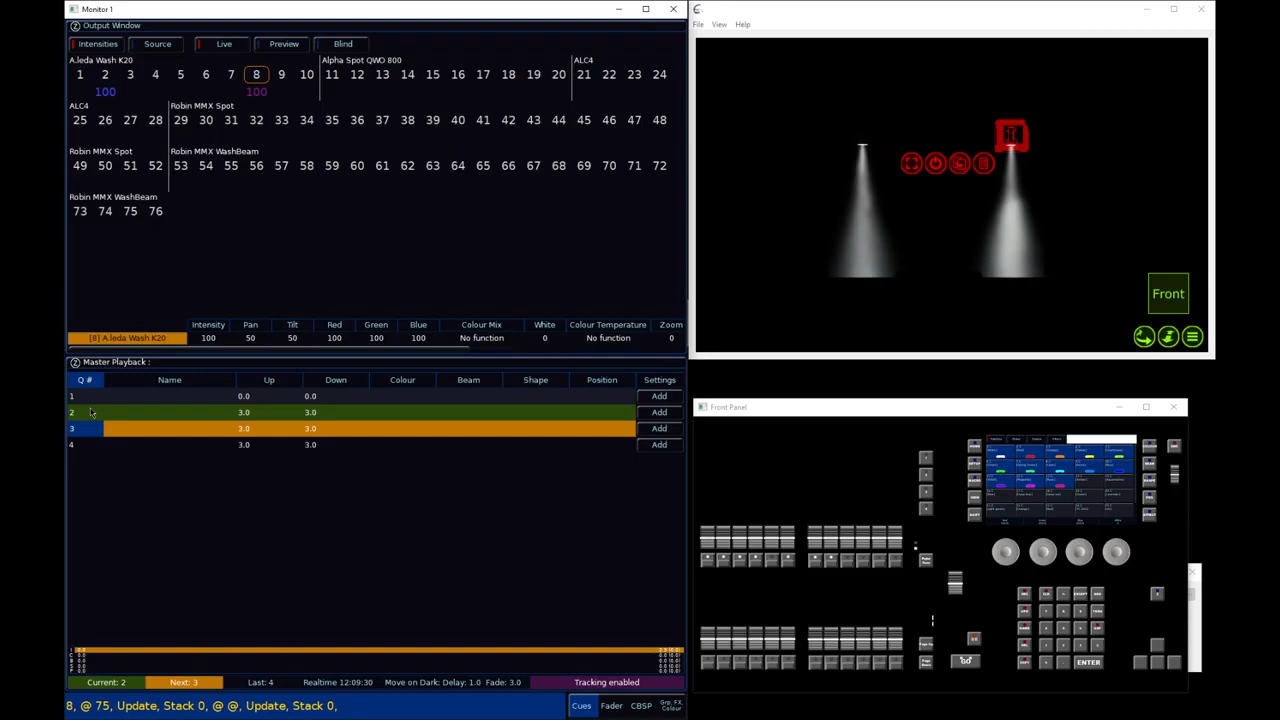 Monitor 1
Output Window
Intensities Source Live Preview Blind
A.leda Wash K20 Alpha Spot QWO 800 ALC4
1 2 3 4 5 6 7 8 9 10 11 12 13 14 15 16 17 18 19 20 21 22 23 24
100 100
ALC4 Robin MMX Spot
25 26 27 28 29 30 31 32 33 34 35 36 37 38 39 40 41 42 43 44 45 46 47 48
Robin MMX Spot Robin MMX WashBeam
49 50 51 52 53 54 55 56 57 58 59 60 61 62 63 64 65 66 67 68 69 70 71 72
Robin MMX WashBeam
73 74 75 76
Intensity Pan Tilt Red Green Blue Colour Mix White Colour Temperature Zoom
[8] A.leda Wash K20 100 50 50 100 100 100 No function 0 No function 0
Master Playback :
Q # Name Up Down Colour Beam Shape Position Settings
1 0.0 0.0 Add
2 3.0 3.0 Add
3 3.0 3.0 Add
4 3.0 3.0 Add
Current: 2 Next: 3 Last: 4 Realtime 12:09:30 Move on Dark: Delay: 1.0 Fade: 3.0 Tracking enabled
8, @ 75, Update, Stack 0, @ @, Update, Stack 0,
Cues Fader CBSP Grp, FX, Colour
File View Help
Front
Front Panel
GO
ENTER